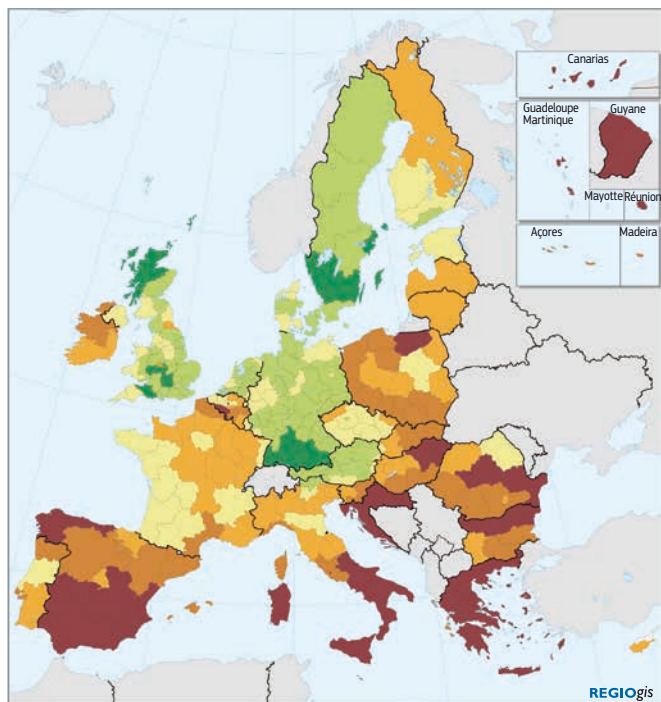 Canarias
Guadeloupe
Martinique
Guyane
Mayotte
Réunion
Açores
Madeira
REGIOgis